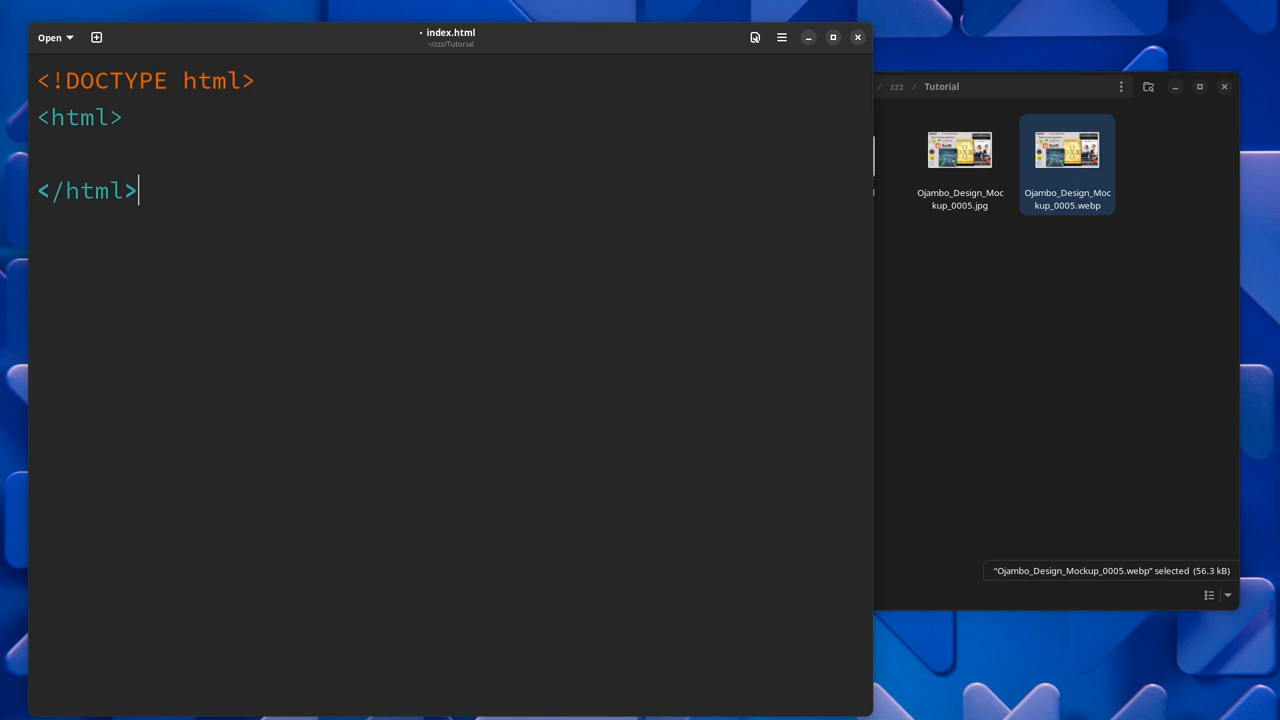 Open
• index.html
~/zzz/Tutorial
<!DOCTYPE html>
<html>
</html>
/ zzz / Tutorial
Ojambo_Design_Moc
kup_0005.jpg
Ojambo_Design_Moc
kup_0005.webp
"Ojambo_Design_Mockup_0005.webp" selected (56.3 kB)